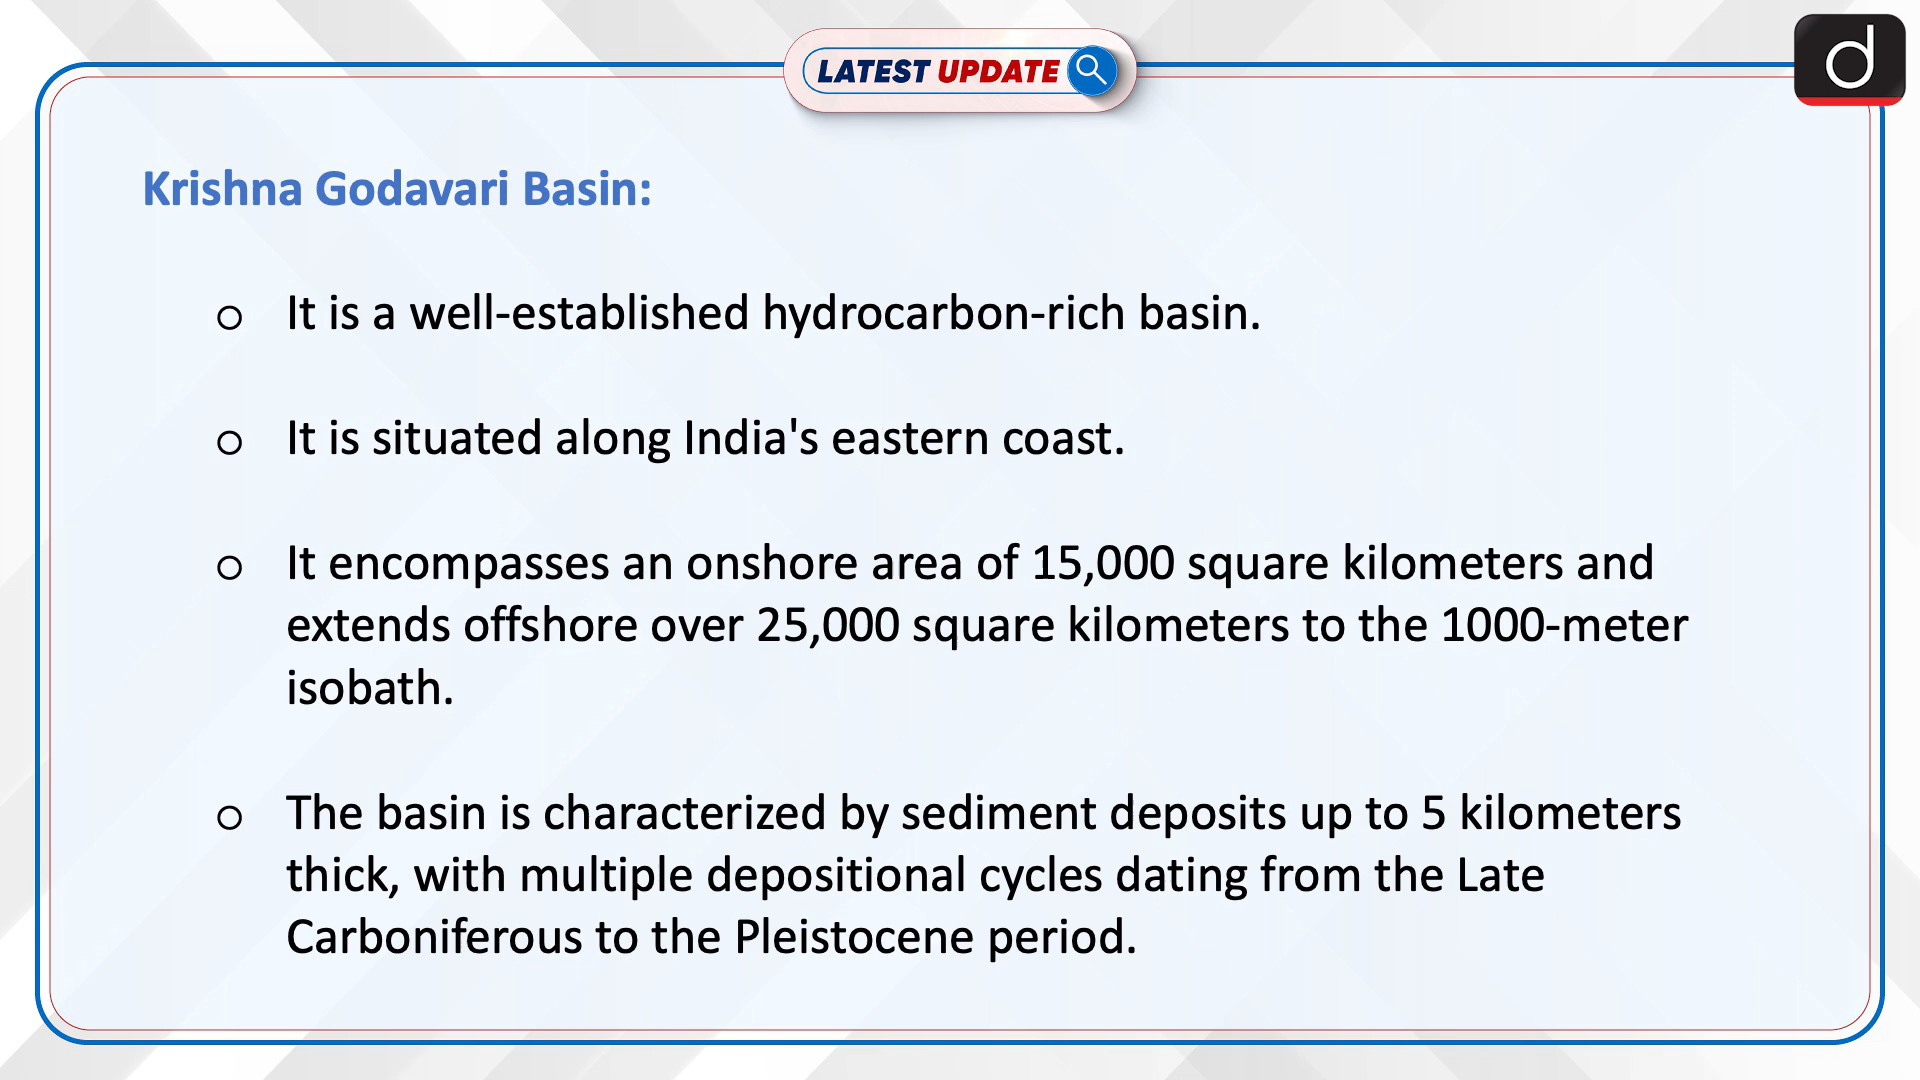 LATEST UPDATE
d
Krishna Godavari Basin:
o It is a well-established hydrocarbon-rich basin.
o It is situated along India's eastern coast.
o It encompasses an onshore area of 15,000 square kilometers and
extends offshore over 25,000 square kilometers to the 1000-meter
isobath.
o The basin is characterized by sediment deposits up to 5 kilometers
thick, with multiple depositional cycles dating from the Late
Carboniferous to the Pleistocene period.